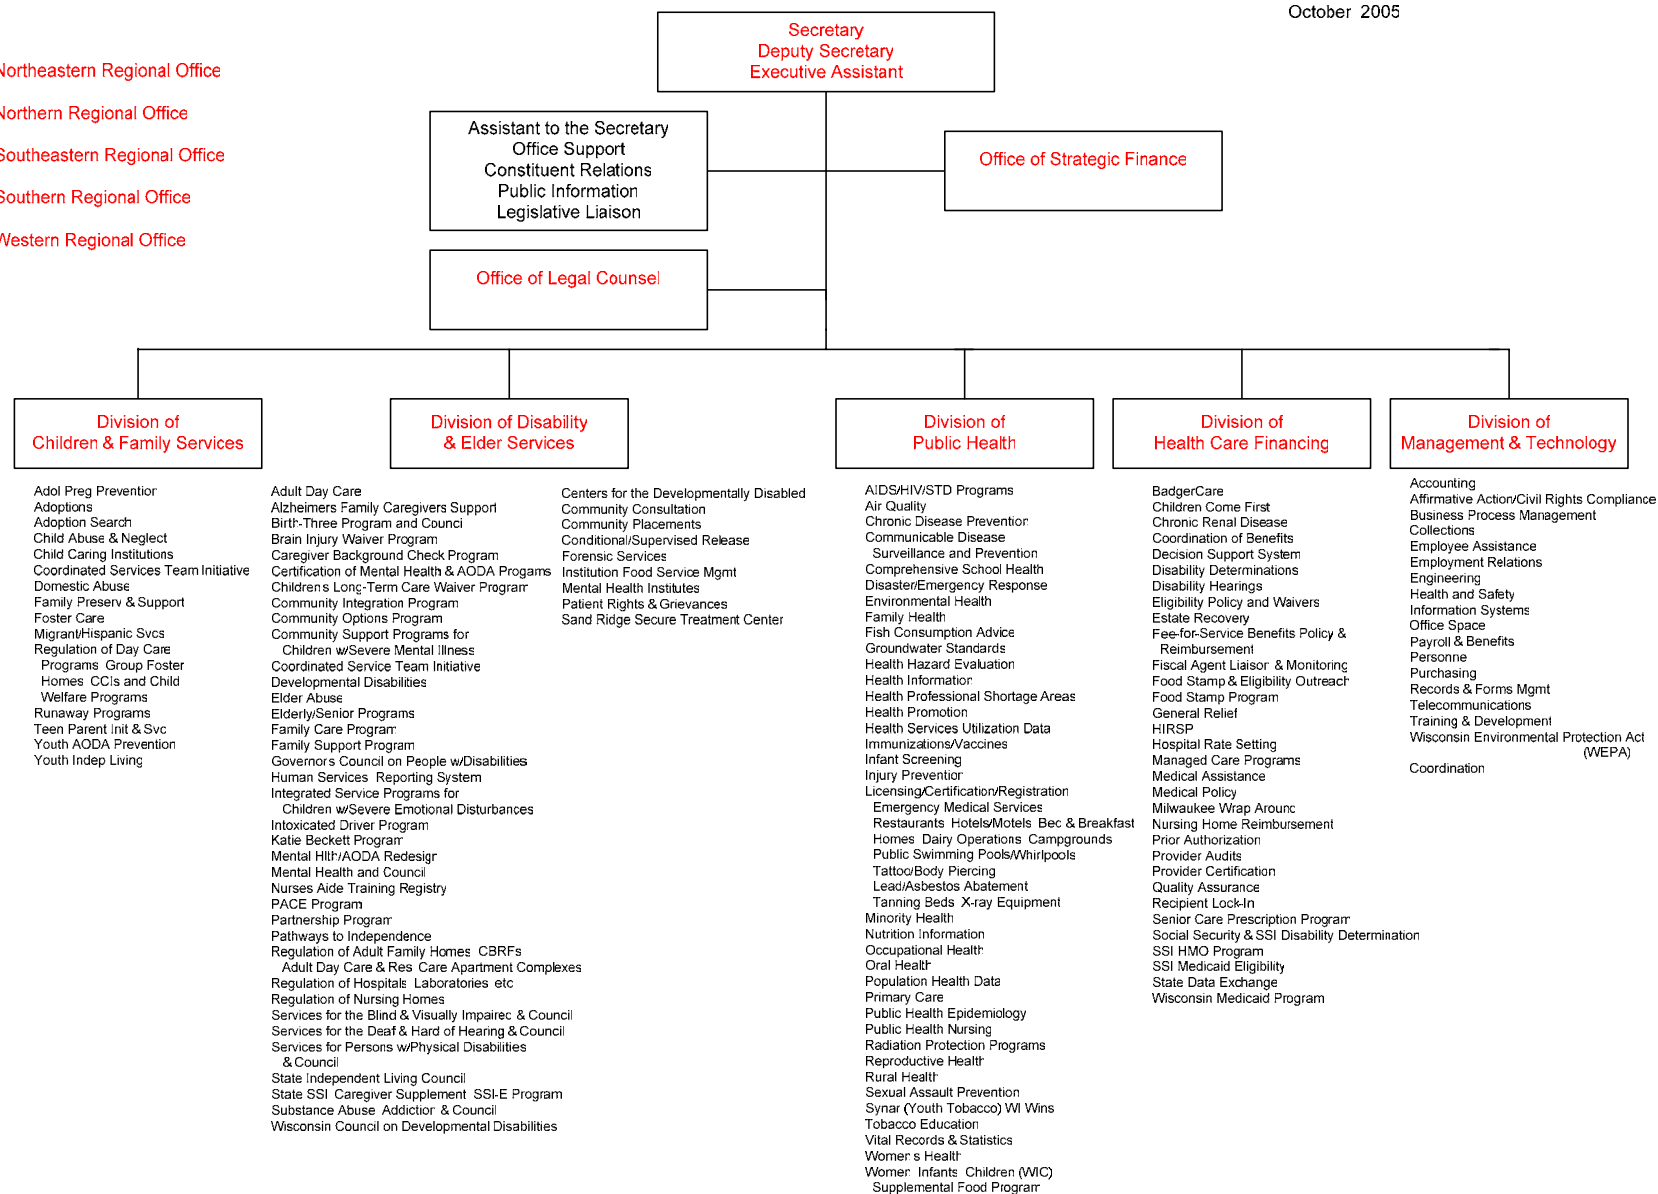 October 2005
Secretary
Deputy Secretary
Executive Assistant
Northeastern Regional Office
Northern Regional Office
Southeastern Regional Office
Southern Regional Office
Western Regional Office
Assistant to the Secretary
Office Support
Constituent Relations
Public Information
Legislative Liaison
Office of Strategic Finance
Office of Legal Counsel
Division of
Children & Family Services
Adol Preg Prevention
Adoptions
Adoption Search
Child Abuse & Neglect
Child Caring Institutions
Coordinated Services Team Initiative
Domestic Abuse
Family Preserv & Support
Foster Care
Migrant/Hispanic Svcs
Regulation of Day Care
Programs Group Foster
Homes CCIs and Child
Welfare Programs
Runaway Programs
Teen Parent Init & Svc
Youth AODA Prevention
Youth Indep Living
Division of Disability
& Elder Services
Adult Day Care
Alzheimers Family Caregivers Support
Birth-Three Program and Counci
Brain Injury Waiver Program
Caregiver Background Check Program
Certification of Mental Health & AODA Progams
Childrens Long-Term Care Waiver Program
Community Integration Program
Community Options Program
Community Support Programs for
Children w/Severe Mental Illness
Coordinated Service Team Initiative
Developmental Disabilities
Elder Abuse
Elderly/Senior Programs
Family Care Program
Family Support Program
Governors Council on People w/Disabilities
Human Services Reporting System
Integrated Service Programs for
Children w/Severe Emotional Disturbances
Intoxicated Driver Program
Katie Beckett Program
Mental Hlth/AODA Redesign
Mental Health and Council
Nurses Aide Training Registry
PACE Program
Partnership Program
Pathways to Independence
Regulation of Adult Family Homes CBRFs
Adult Day Care & Res Care Apartment Complexes
Regulation of Hospitals Laboratories etc
Regulation of Nursing Homes
Services for the Blind & Visually Impaired & Council
Services for the Deaf & Hard of Hearing & Council
Services for Persons w/Physical Disabilities
& Council
State Independent Living Council
State SSI Caregiver Supplement SSI-E Program
Substance Abuse Addiction & Council
Wisconsin Council on Developmental Disabilities
Centers for the Developmentally Disabled
Community Consultation
Community Placements
Conditional/Supervised Release
Forensic Services
Institution Food Service Mgmt
Mental Health Institutes
Patient Rights & Grievances
Sand Ridge Secure Treatment Center
Division of
Public Health
AIDS/HIV/STD Programs
Air Quality
Chronic Disease Prevention
Communicable Disease
Surveillance and Prevention
Comprehensive School Health
Disaster/Emergency Response
Environmental Health
Family Health
Fish Consumption Advice
Groundwater Standards
Health Hazard Evaluation
Health Information
Health Professional Shortage Areas
Health Promotion
Health Services Utilization Data
Immunizations/Vaccines
Infant Screening
Injury Prevention
Licensing/Certification/Registration
Emergency Medical Services
Restaurants Hotels/Motels Bed & Breakfast
Homes Dairy Operations Campgrounds
Public Swimming Pools/Whirlpools
Tattoo/Body Piercing
Lead/Asbestos Abatement
Tanning Beds X-ray Equipment
Minority Health
Nutrition Information
Occupational Health
Oral Health
Population Health Data
Primary Care
Public Health Epidemiology
Public Health Nursing
Radiation Protection Programs
Reproductive Health
Rural Health
Sexual Assault Prevention
Synar (Youth Tobacco) WI Wins
Tobacco Education
Vital Records & Statistics
Women s Health
Women Infants Children (WIC)
Supplemental Food Program
Division of
Health Care Financing
BadgerCare
Children Come First
Chronic Renal Disease
Coordination of Benefits
Decision Support System
Disability Determinations
Disability Hearings
Eligibility Policy and Waivers
Estate Recovery
Fee-for-Service Benefits Policy &
Reimbursement
Fiscal Agent Liaison & Monitoring
Food Stamp & Eligibility Outreach
Food Stamp Program
General Relief
HIRSP
Hospital Rate Setting
Managed Care Programs
Medical Assistance
Medical Policy
Milwaukee Wrap Around
Nursing Home Reimbursement
Prior Authorization
Provider Audits
Provider Certification
Quality Assurance
Recipient Lock-In
Senior Care Prescription Program
Social Security & SSI Disability Determination
SSI HMO Program
SSI Medicaid Eligibility
State Data Exchange
Wisconsin Medicaid Program
Division of
Management & Technology
Accounting
Affirmative Action/Civil Rights Compliance
Business Process Management
Collections
Employee Assistance
Employment Relations
Engineering
Health and Safety
Information Systems
Office Space
Payroll & Benefits
Personne
Purchasing
Records & Forms Mgmt
Telecommunications
Training & Development
Wisconsin Environmental Protection Act
(WEPA)
Coordination